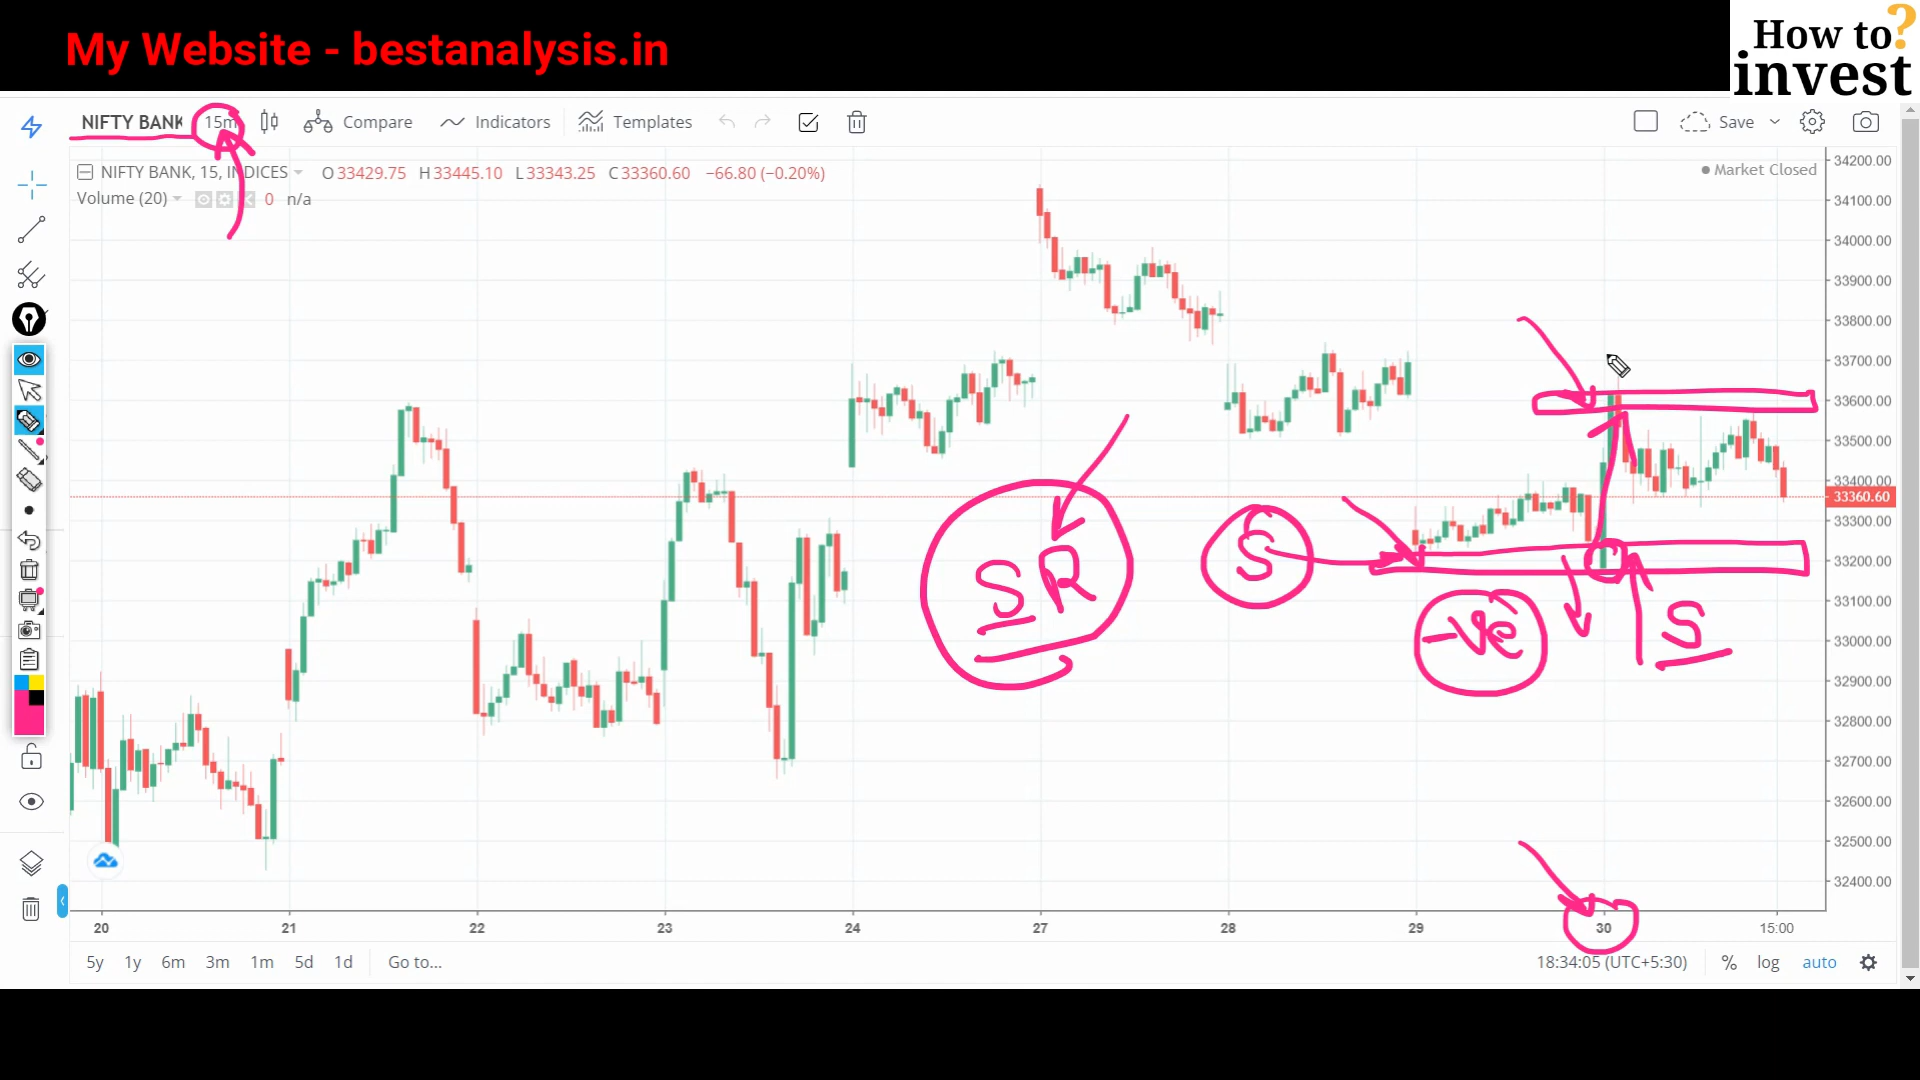 My Website - bestanalysis.in
How to?
invest
NIFTY BANK 15m Compare Indicators Templates Save
NIFTY BANK, 15, INDICES O33429.75 H33445.10 L33343.25 C33360.60 −66.80 (−0.20%)
Market Closed
Volume (20) 0 n/a
34200.00
34100.00
34000.00
33900.00
33800.00
33700.00
33600.00
33500.00
33400.00
33360.60
33300.00
33200.00
33100.00
33000.00
32900.00
32800.00
32700.00
32600.00
32500.00
32400.00
SR
S
-ve
S
20 21 22 23 24 27 28 29 30 15:00
5y 1y 6m 3m 1m 5d 1d Go to... 18:34:05 (UTC+5:30) % log auto